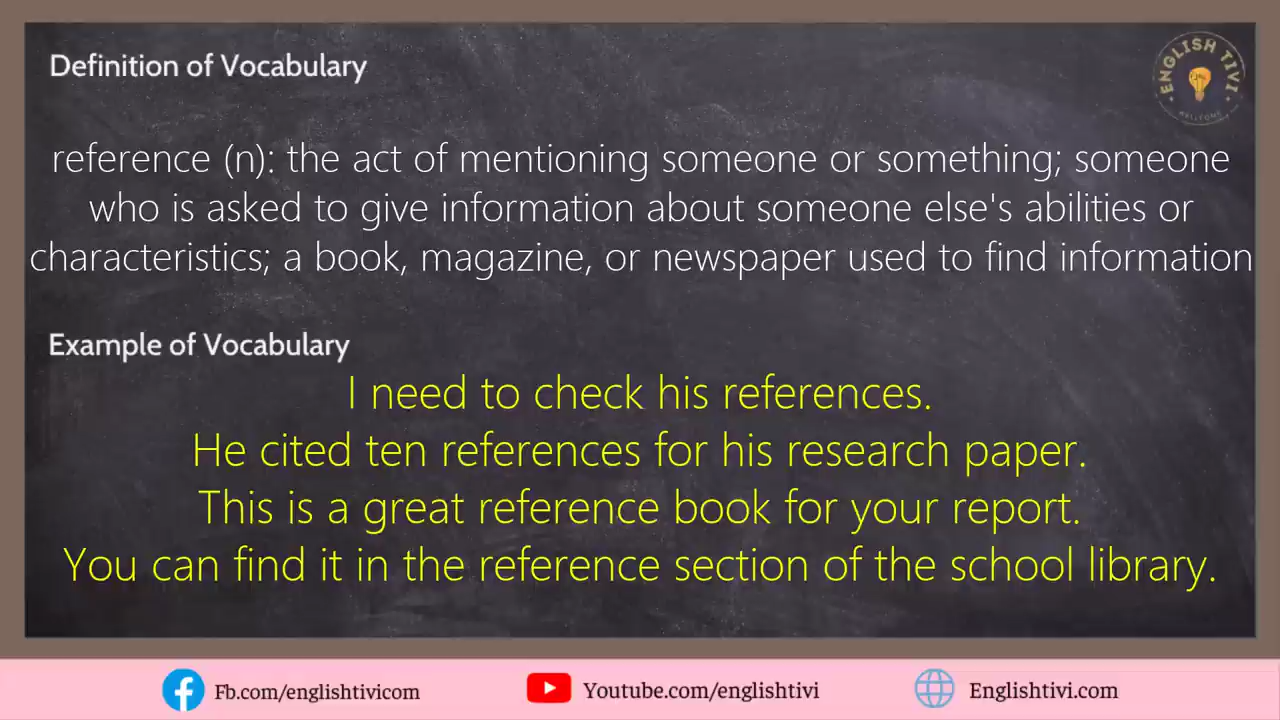 Definition of Vocabulary
ENGLISH TIVI
reference (n): the act of mentioning someone or something; someone
who is asked to give information about someone else's abilities or
characteristics; a book, magazine, or newspaper used to find information
Example of Vocabulary
I need to check his references.
He cited ten references for his research paper.
This is a great reference book for your report.
You can find it in the reference section of the school library.
Fb.com/englishtivicom
Youtube.com/englishtivi
Englishtivi.com